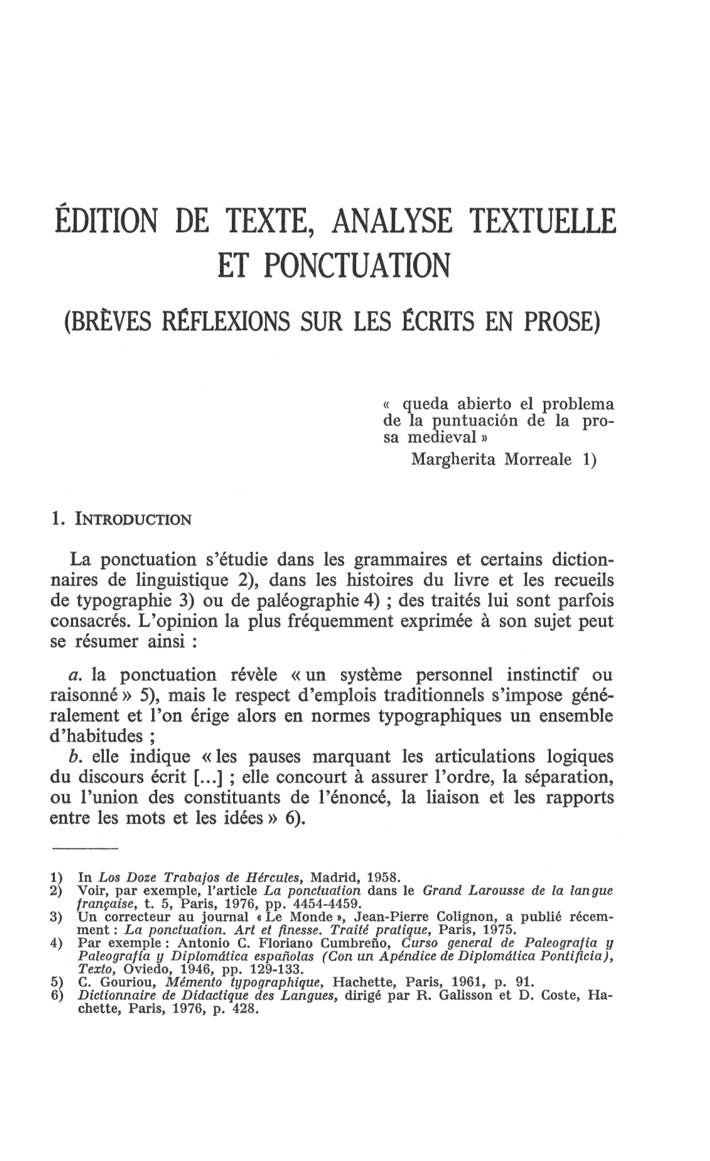 ÉDITION DE TEXTE, ANALYSE TEXTUELLE
ET PONCTUATION
(BRÈVES RÉFLEXIONS SUR LES ÉCRITS EN PROSE)
« queda abierto el problema
de la puntuación de la pro-
sa medieval »
Margherita Morreale 1)
1. INTRODUCTION
La ponctuation s'étudie dans les grammaires et certains diction-
naires de linguistique 2), dans les histoires du livre et les recueils
de typographie 3) ou de paléographie 4) ; des traités lui sont parfois
consacrés. L'opinion la plus fréquemment exprimée à son sujet peut
se résumer ainsi :
a. la ponctuation révèle « un système personnel instinctif ou
raisonné » 5), mais le respect d'emplois traditionnels s'impose géné-
ralement et l'on érige alors en normes typographiques un ensemble
d'habitudes ;
b. elle indique « les pauses marquant les articulations logiques
du discours écrit [...] ; elle concourt à assurer l'ordre, la séparation,
ou l'union des constituants de l'énoncé, la liaison et les rapports
entre les mots et les idées » 6).
1) In Los Doze Trabajos de Hércules, Madrid, 1958.
2) Voir, par exemple, l'article La ponctuation dans le Grand Larousse de la langue
française, t. 5, Paris, 1976, pp. 4454-4459.
3) Un correcteur au journal « Le Monde », Jean-Pierre Colignon, a publié récem-
ment : La ponctuation. Art et finesse. Traité pratique, Paris, 1975.
4) Par exemple : Antonio C. Floriano Cumbreño, Curso general de Paleografía y
Paleografía y Diplomática españolas (Con un Apéndice de Diplomática Pontificia),
Texto, Oviedo, 1946, pp. 129-133.
5) C. Gouriou, Mémento typographique, Hachette, Paris, 1961, p. 91.
6) Dictionnaire de Didactique des Langues, dirigé par R. Galisson et D. Coste, Ha-
chette, Paris, 1976, p. 428.